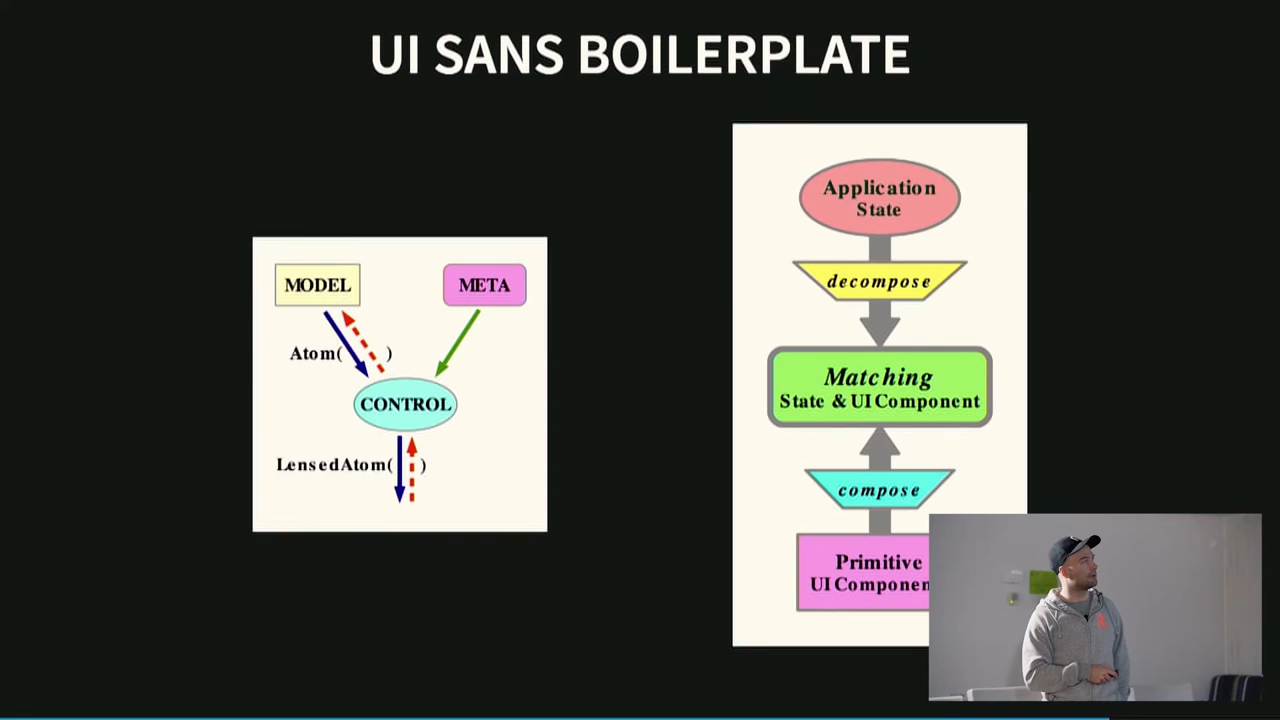 UI SANS BOILERPLATE
MODEL
META
Atom( )
CONTROL
LensedAtom( )
Application
State
decompose
Matching
State & UI Component
compose
Primitive
UI Componen